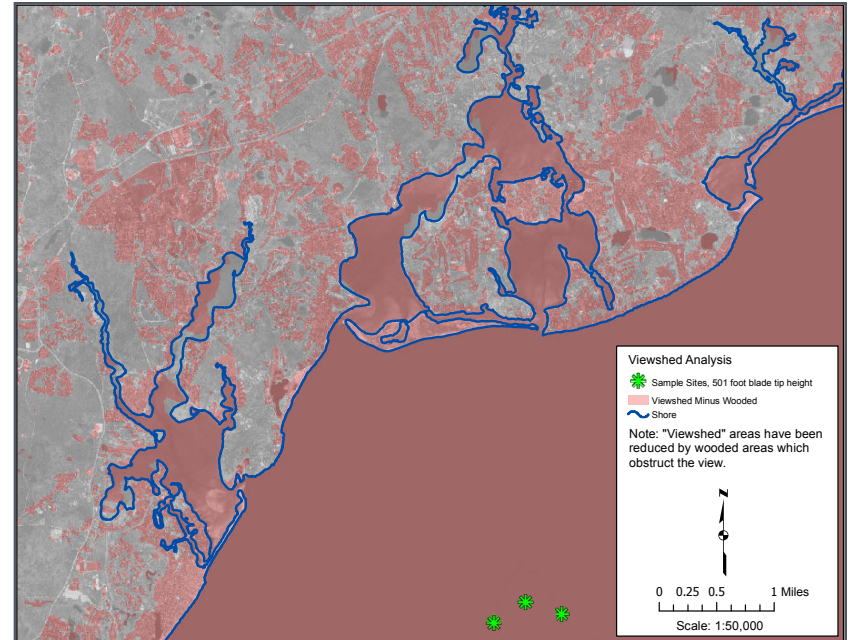 Viewshed Analysis
Sample Sites, 501 foot blade tip height
Viewshed Minus Wooded
Shore
Note: "Viewshed" areas have been
reduced by wooded areas which
obstruct the view.
N
0 0.25 0.5 1 Miles
Scale: 1:50,000